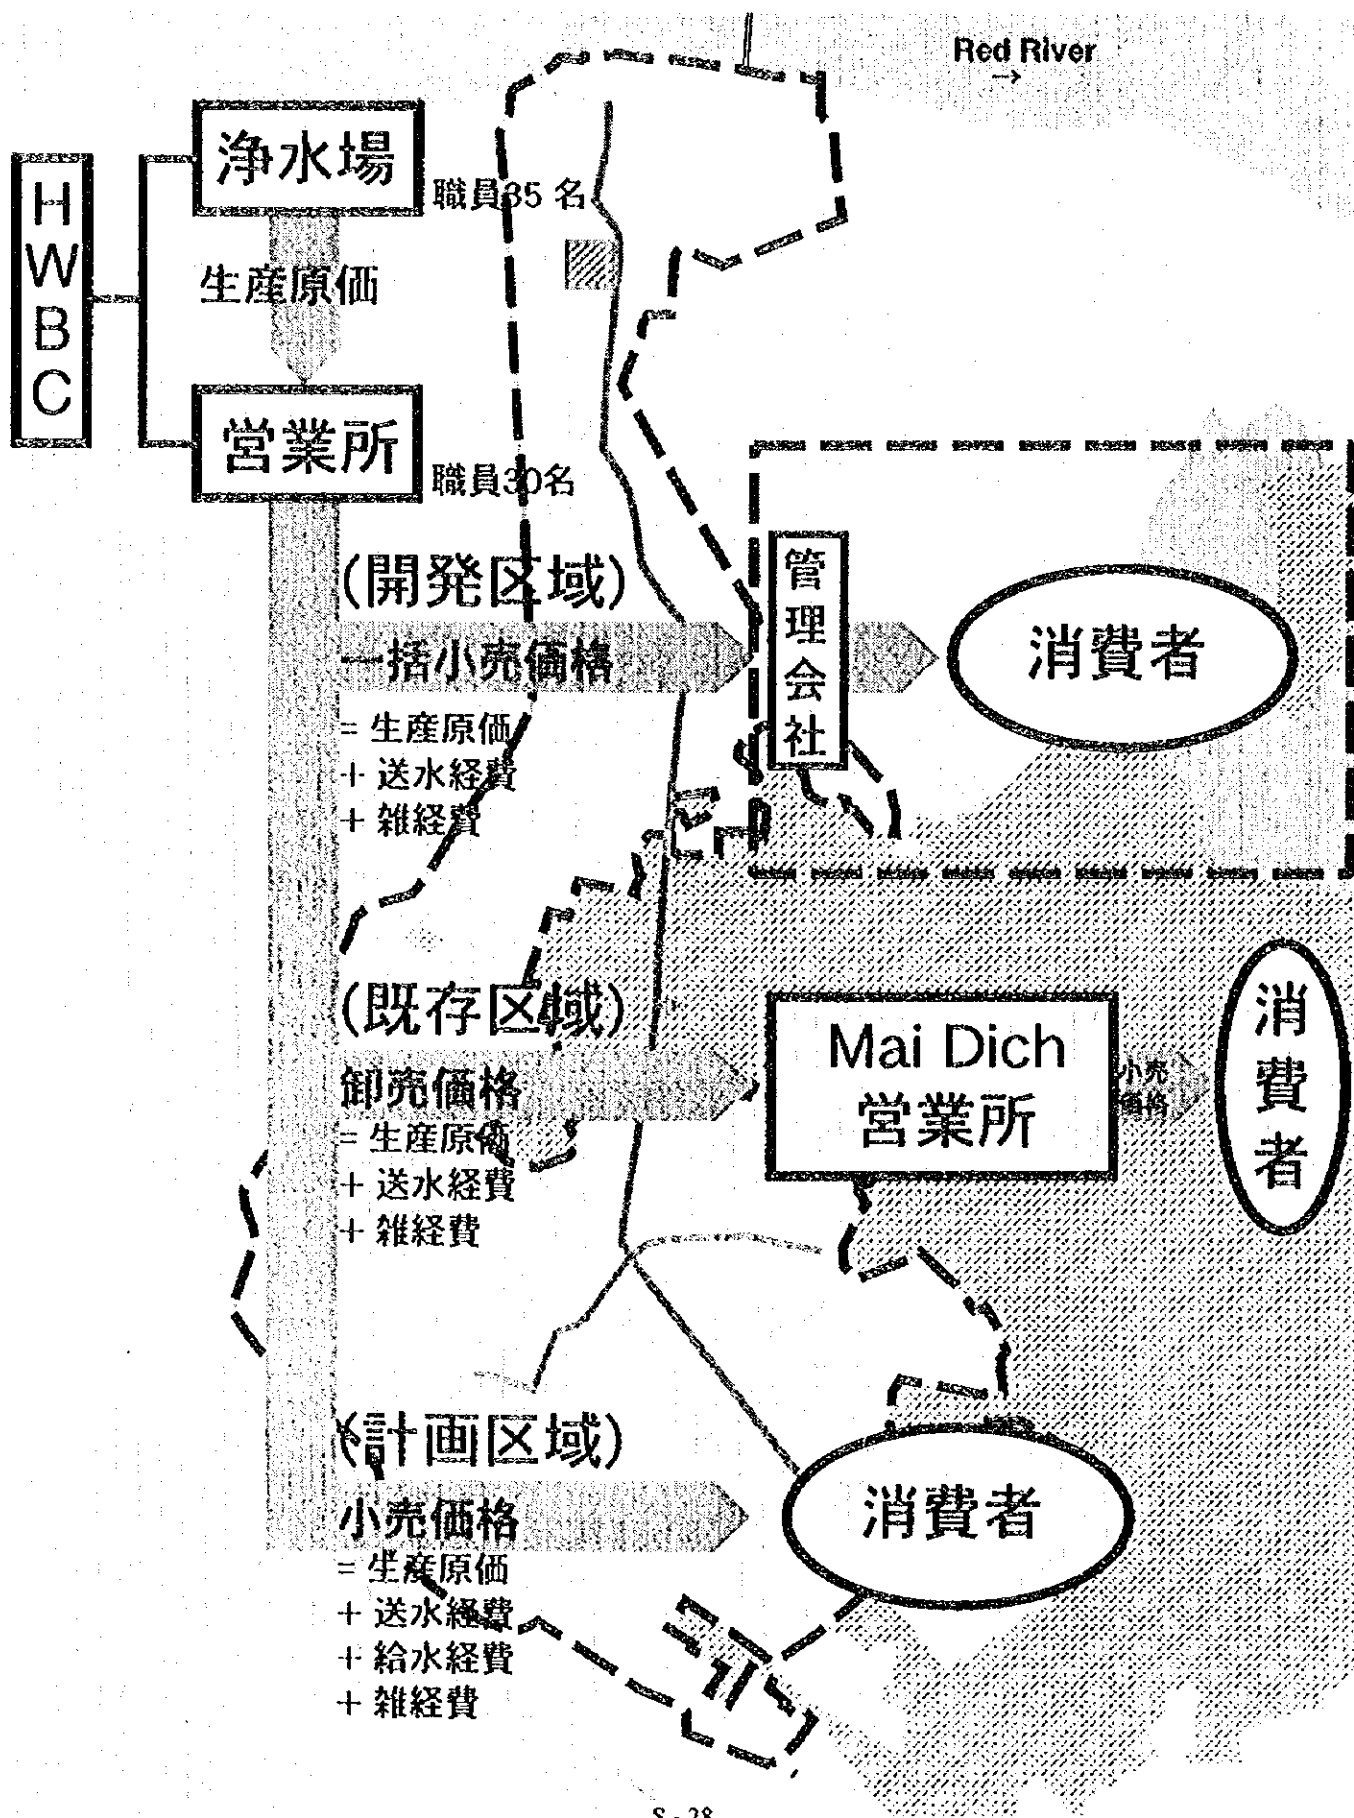 Red River
→
HWBC
浄水場
職員35 名
生産原価
営業所
職員30名
(開発区域)
一括小売価格
= 生産原価
+ 送水経費
+ 雑経費
管理会社
消費者
(既存区域)
卸売価格
= 生産原価
+ 送水経費
+ 雑経費
Mai Dich
営業所
小売
価格
消費者
(計画区域)
小売価格
= 生産原価
+ 送水経費
+ 給水経費
+ 雑経費
消費者
S - 28